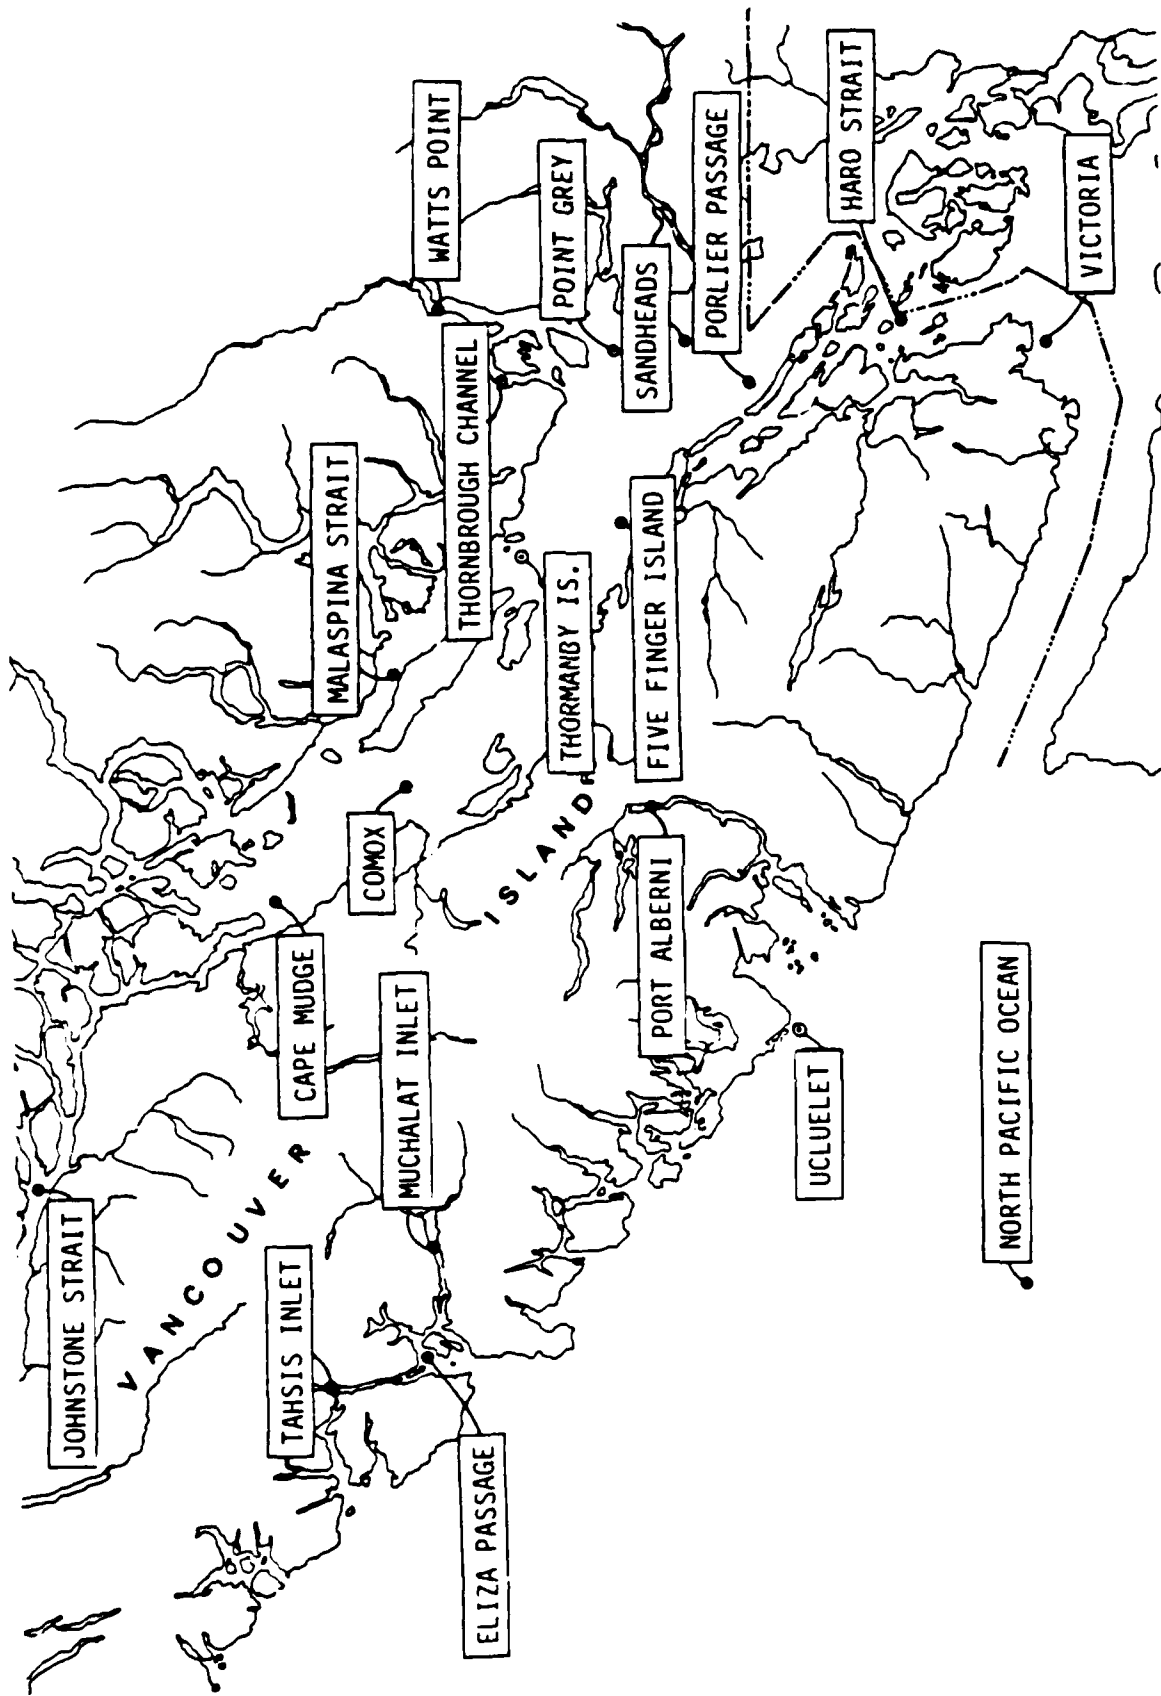 JOHNSTONE STRAIT
CAPE MUDGE
COMOX
MALASPINA STRAIT
WATTS POINT
THORNBROUGH CHANNEL
POINT GREY
SANDHEADS
PORLIER PASSAGE
HARO STRAIT
VICTORIA
THORMANBY IS.
FIVE FINGER ISLAND
VANCOUVER
ISLAND
TAHSIS INLET
MUCHALAT INLET
ELIZA PASSAGE
PORT ALBERNI
UCLUELET
NORTH PACIFIC OCEAN